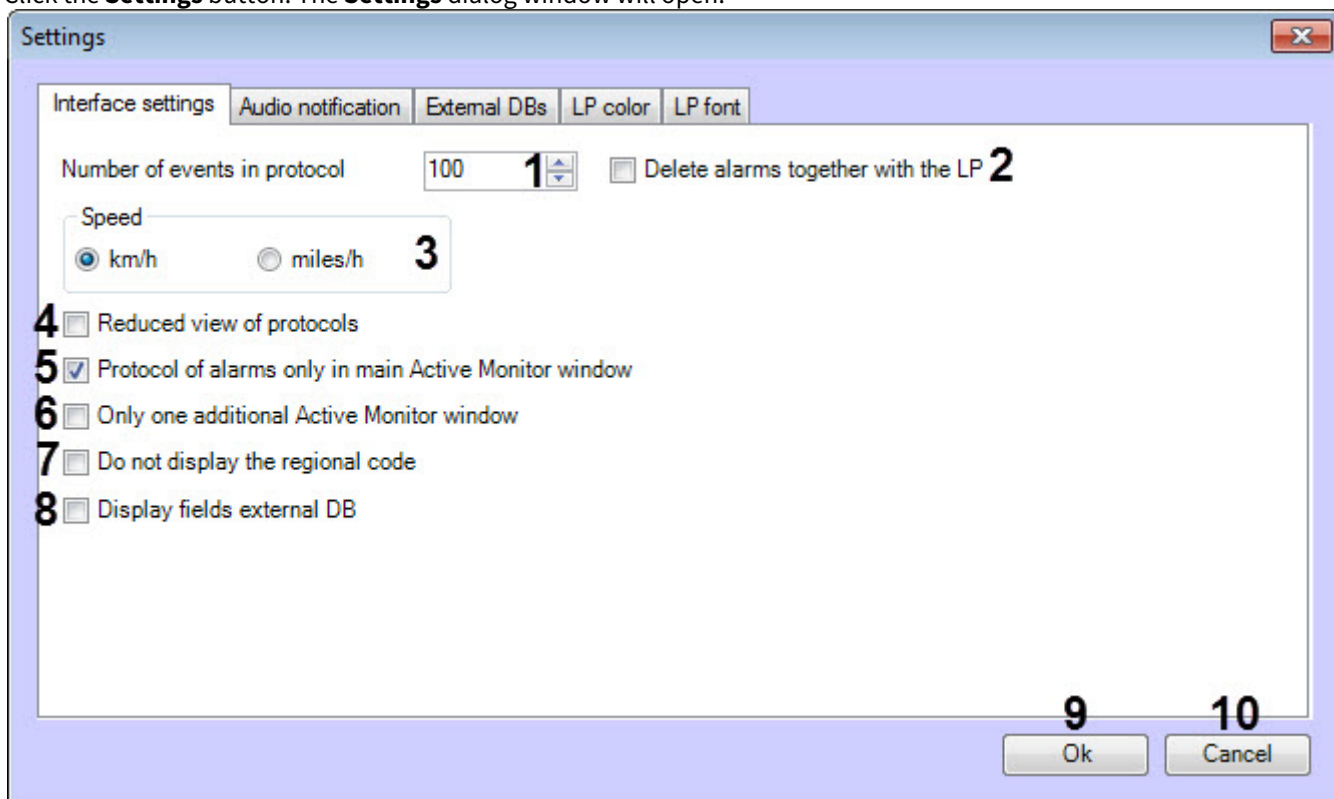 Click the Settings button. The Settings dialog window will open.
Settings
Interface settings Audio notification External DBs LP color LP font
Number of events in protocol 100 1 Delete alarms together with the LP 2
Speed
km/h miles/h 3
4 Reduced view of protocols
5 Protocol of alarms only in main Active Monitor window
6 Only one additional Active Monitor window
7 Do not display the regional code
8 Display fields external DB
9 10
Ok Cancel